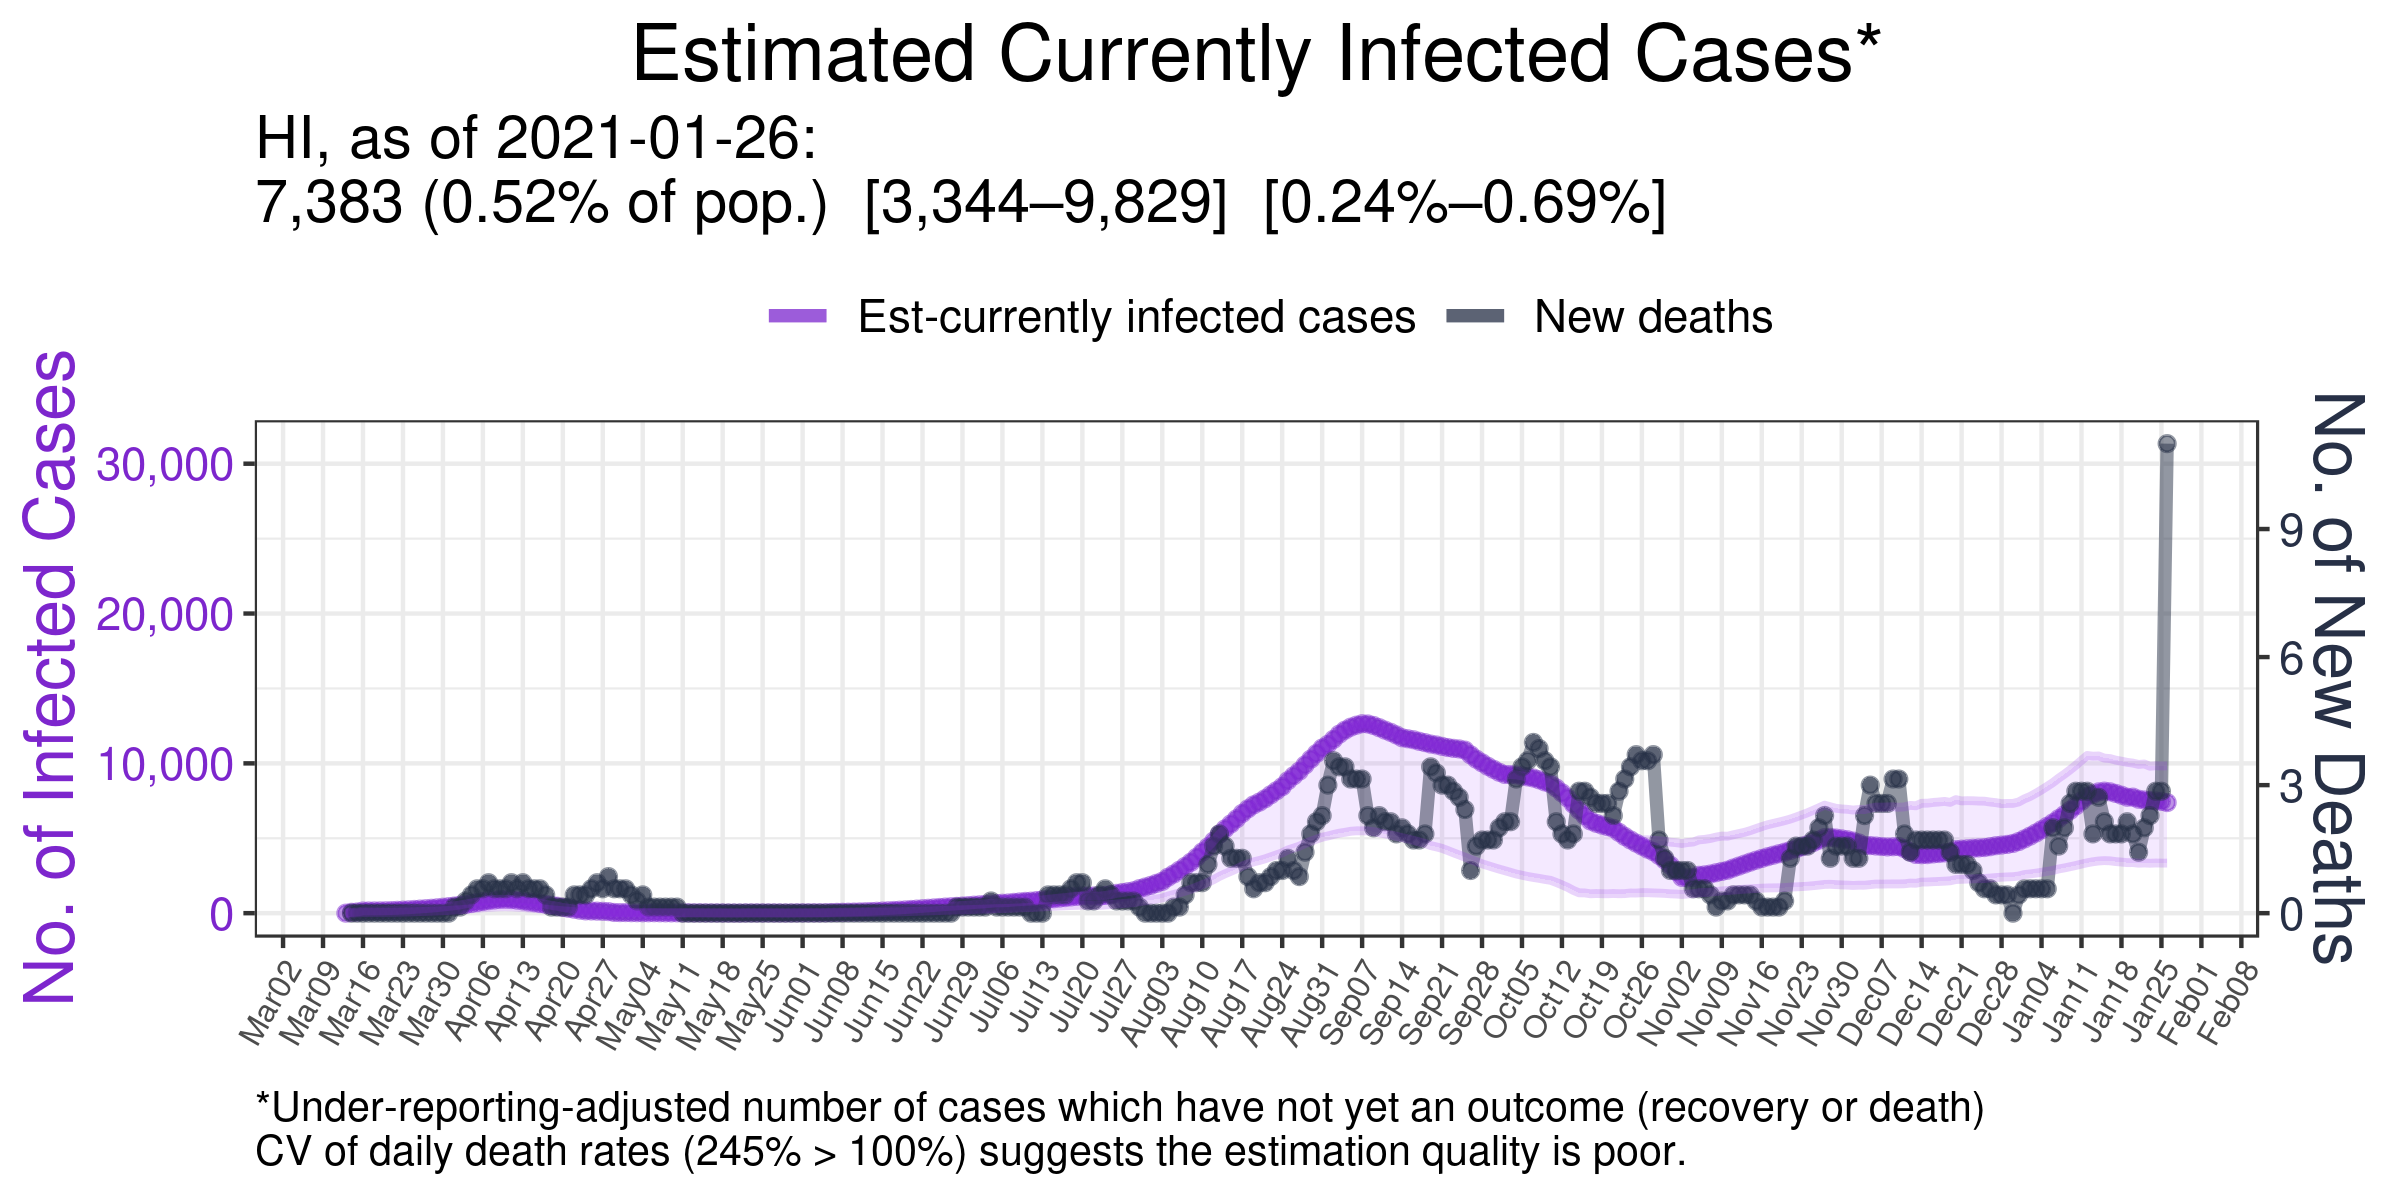 Estimated Currently Infected Cases*
HI, as of 2021-01-26:
7,383 (0.52% of pop.)  [3,344–9,829]  [0.24%–0.69%]
Est-currently infected cases
New deaths
No. of Infected Cases
30,000
20,000
10,000
0
9
6
3
0
No. of New Deaths
Mar02
Mar09
Mar16
Mar23
Mar30
Apr06
Apr13
Apr20
Apr27
May04
May11
May18
May25
Jun01
Jun08
Jun15
Jun22
Jun29
Jul06
Jul13
Jul20
Jul27
Aug03
Aug10
Aug17
Aug24
Aug31
Sep07
Sep14
Sep21
Sep28
Oct05
Oct12
Oct19
Oct26
Nov02
Nov09
Nov16
Nov23
Nov30
Dec07
Dec14
Dec21
Dec28
Jan04
Jan11
Jan18
Jan25
Feb01
Feb08
*Under-reporting-adjusted number of cases which have not yet an outcome (recovery or death)
CV of daily death rates (245% > 100%) suggests the estimation quality is poor.